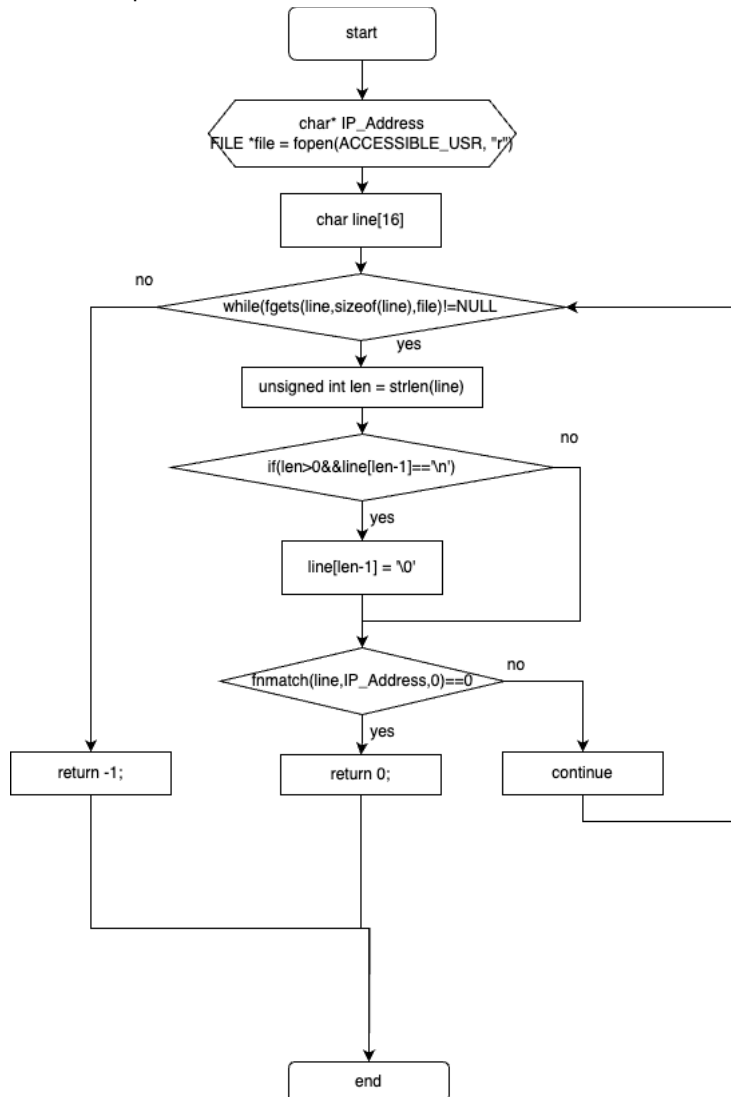 start
char* IP_Address
FILE *file = fopen(ACCESSIBLE_USR, "r")
char line[16]
no
while(fgets(line,sizeof(line),file)!=NULL
yes
unsigned int len = strlen(line)
no
if(len>0&&line[len-1]=='\n')
yes
line[len-1] = '\0'
no
fnmatch(line,IP_Address,0)==0
yes
return -1;
return 0;
continue
end